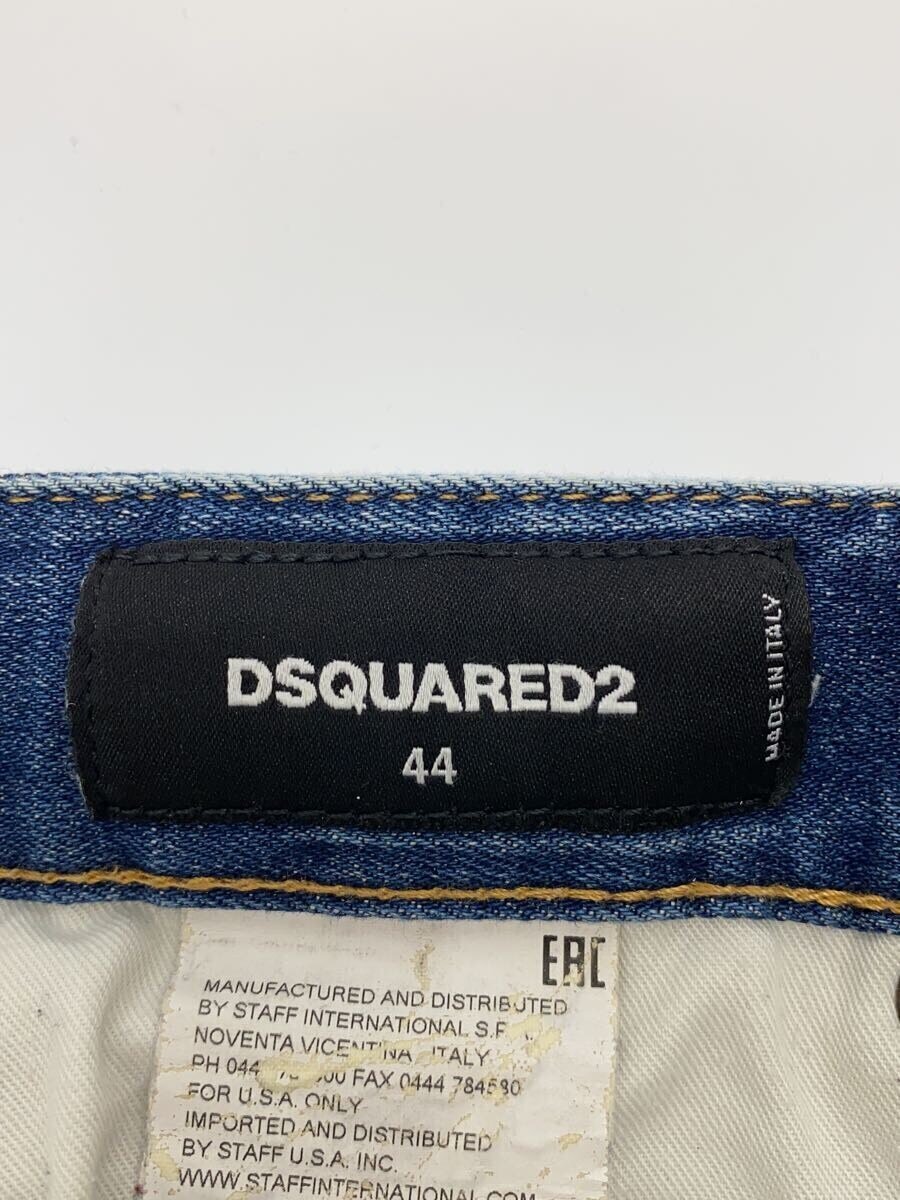 DSQUARED2
44
MADE IN ITALY
EAC
MANUFACTURED AND DISTRIBUTED
BY STAFF INTERNATIONAL
NOVENTA VICENTINA ITALY
PH FAX 0444 784580
FOR U.S.A. ONLY
IMPORTED AND DISTRIBUTED
BY STAFF U.S.A. INC.
WWW.STAFFINTERNATIONAL.COM